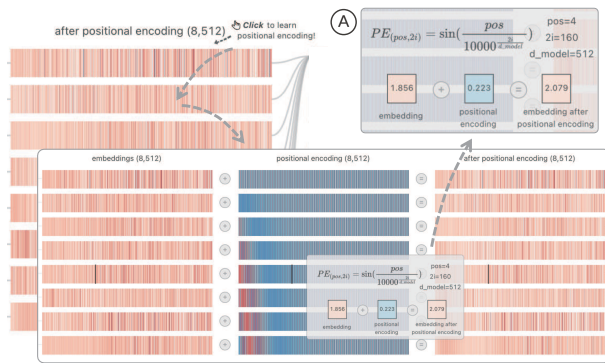 after positional encoding (8,512)
Click to learn
positional encoding!
A
PE(pos,2i) = sin( pos / 10000^(2i/d_model) )
pos=4
2i=160
d_model=512
1.856 + 0.223 = 2.079
embedding
positional
encoding
embedding after
positional encoding
embeddings (8,512)
positional encoding (8,512)
after positional encoding (8,512)
+ =
+ =
+ =
+ =
+ =
+ =
+ =
PE(pos,2i) = sin( pos / 10000^(2i/d_model) )
pos=4
2i=160
d_model=512
1.856 + 0.223 = 2.079
embedding
positional
encoding
embedding after
positional encoding